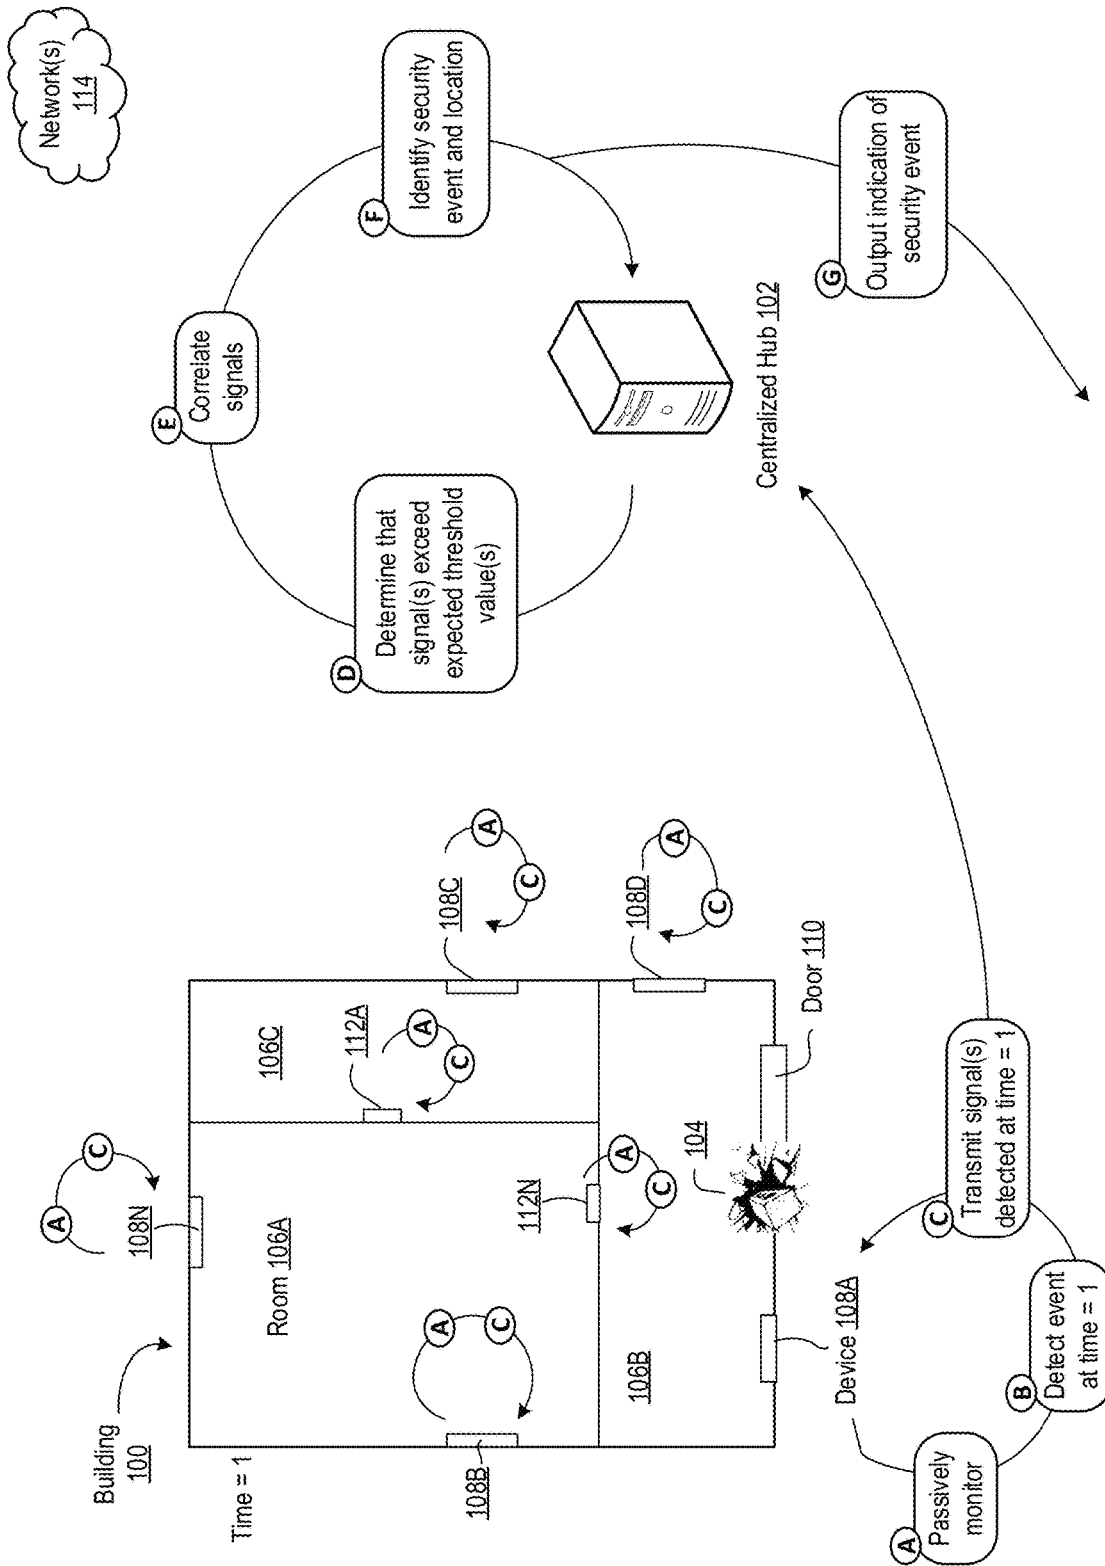 Building
100
Time = 1
108B
Room 106A
108N
A
C
A
C
106B
112N
A
C
106C
112A
A
C
104
108C
A
C
108D
A
C
Door 110
Device 108A
A
Passively
monitor
B
Detect event
at time = 1
C
Transmit signal(s)
detected at time = 1
D
Determine that
signal(s) exceed
expected threshold
value(s)
E
Correlate
signals
F
Identify security
event and location
Centralized Hub 102
G
Output indication of
security event
Network(s)
114